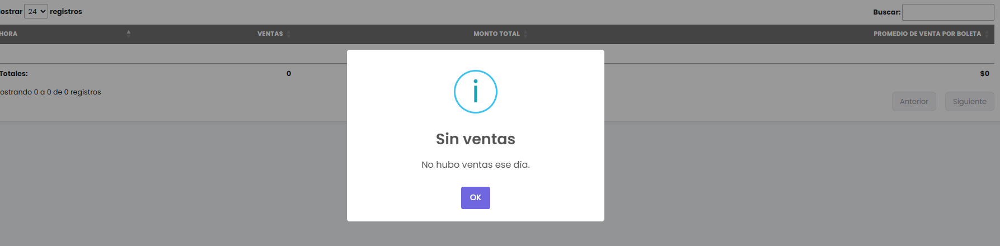 ostrar 24 registros
Buscar:
HORA VENTAS MONTO TOTAL PROMEDIO DE VENTA POR BOLETA
Totales: 0 $0
ostrando 0 a 0 de 0 registros
Anterior Siguiente
i
Sin ventas
No hubo ventas ese día.
OK